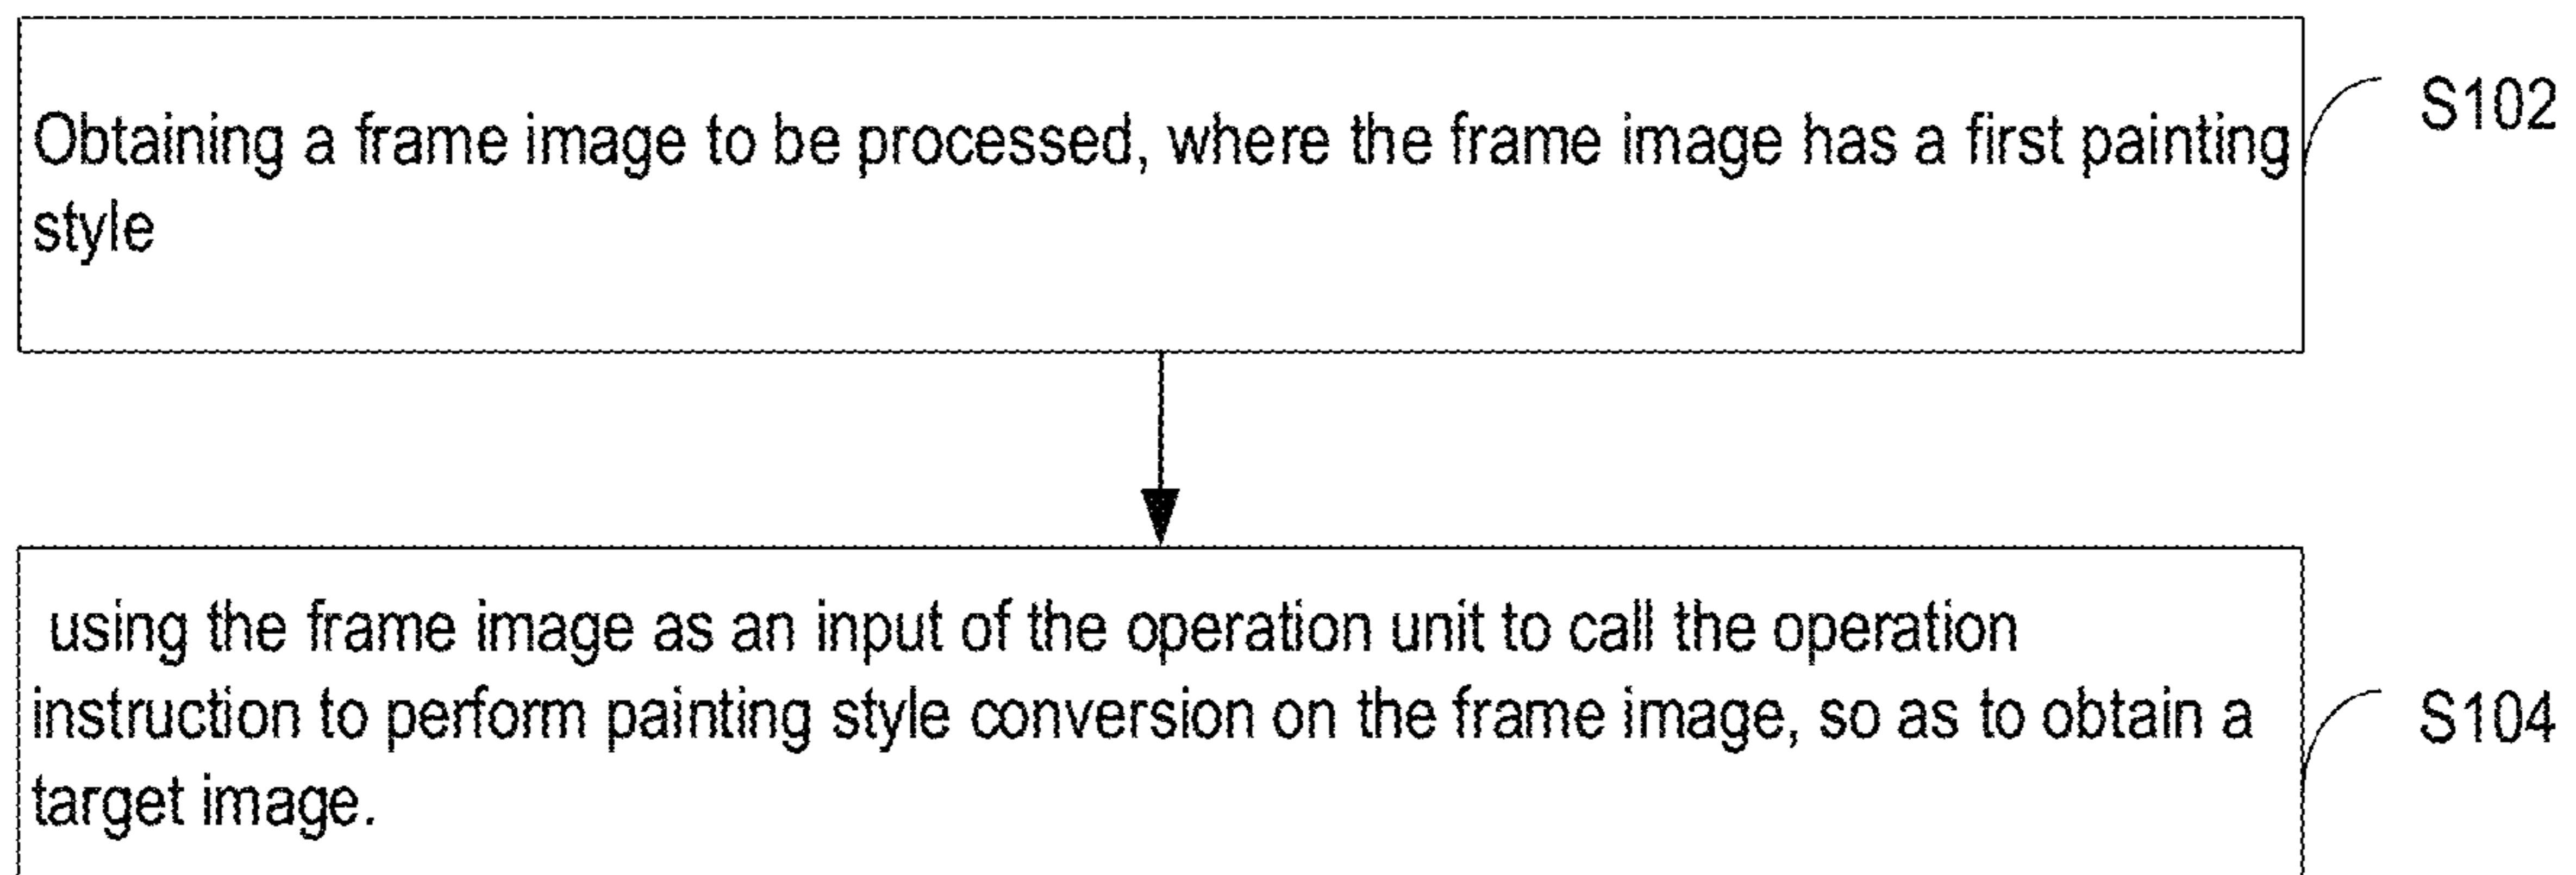 Obtaining a frame image to be processed, where the frame image has a first painting
style
S102
using the frame image as an input of the operation unit to call the operation
instruction to perform painting style conversion on the frame image, so as to obtain a
target image.
S104